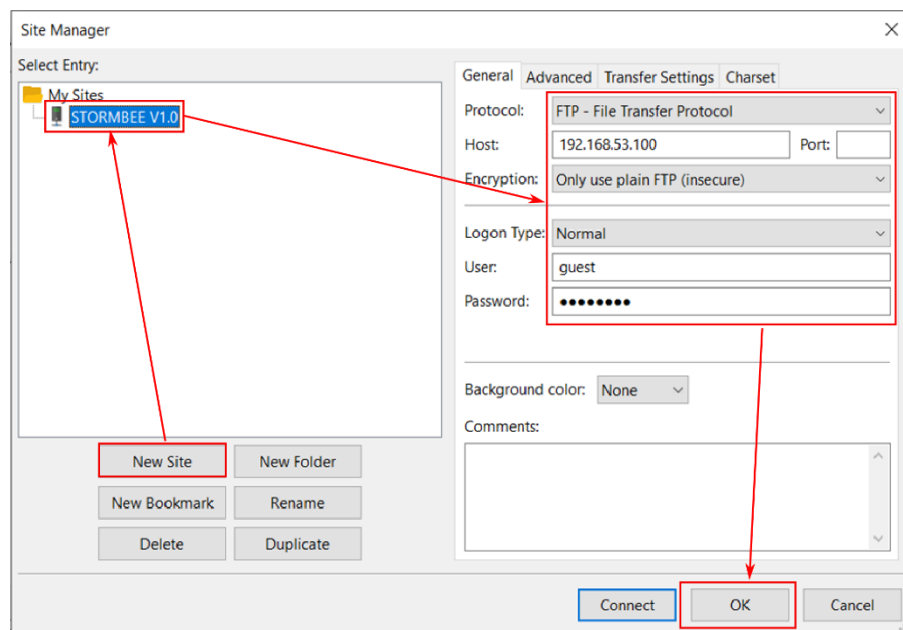 Site Manager
Select Entry:
My Sites
STORMBEE V1.0
New Site
New Folder
New Bookmark
Rename
Delete
Duplicate
General
Advanced
Transfer Settings
Charset
Protocol:
FTP - File Transfer Protocol
Host:
192.168.53.100
Port:
Encryption:
Only use plain FTP (insecure)
Logon Type:
Normal
User:
guest
Password:
●●●●●●●●
Background color:
None
Comments:
Connect
OK
Cancel